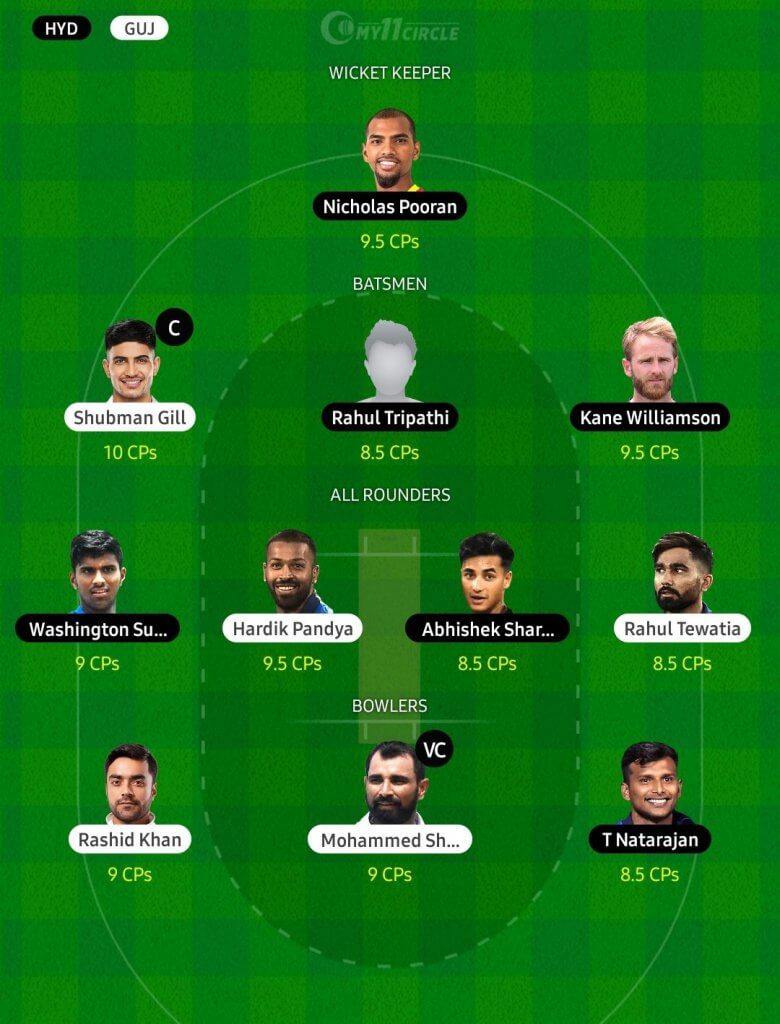 HYD GUJ MY11CIRCLE
WICKET KEEPER
Nicholas Pooran
9.5 CPs
BATSMEN
C
Shubman Gill Rahul Tripathi Kane Williamson
10 CPs 8.5 CPs 9.5 CPs
ALL ROUNDERS
Washington Su... Hardik Pandya Abhishek Shar... Rahul Tewatia
9 CPs 9.5 CPs 8.5 CPs 8.5 CPs
BOWLERS
VC
Rashid Khan Mohammed Sh... T Natarajan
9 CPs 9 CPs 8.5 CPs